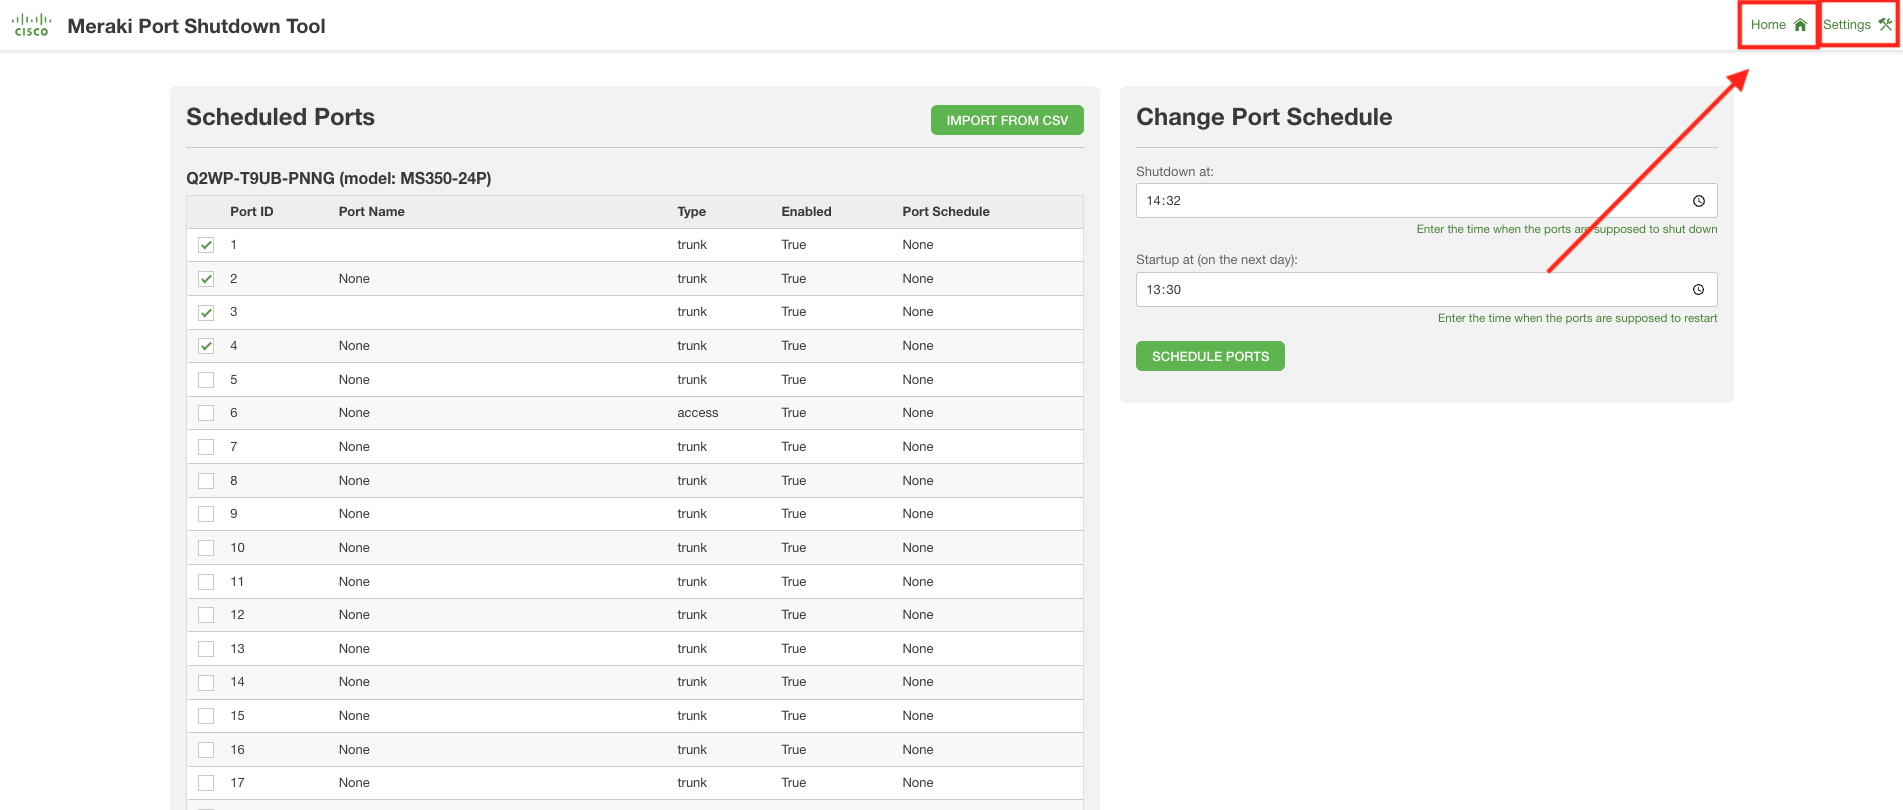 CISCO
Meraki Port Shutdown Tool
Home
Settings
Scheduled Ports
IMPORT FROM CSV
Q2WP-T9UB-PNNG (model: MS350-24P)
Port ID Port Name Type Enabled Port Schedule
1 trunk True None
2 None trunk True None
3 trunk True None
4 None trunk True None
5 None trunk True None
6 None access True None
7 None trunk True None
8 None trunk True None
9 None trunk True None
10 None trunk True None
11 None trunk True None
12 None trunk True None
13 None trunk True None
14 None trunk True None
15 None trunk True None
16 None trunk True None
17 None trunk True None
Change Port Schedule
Shutdown at:
14:32
Enter the time when the ports are supposed to shut down
Startup at (on the next day):
13:30
Enter the time when the ports are supposed to restart
SCHEDULE PORTS